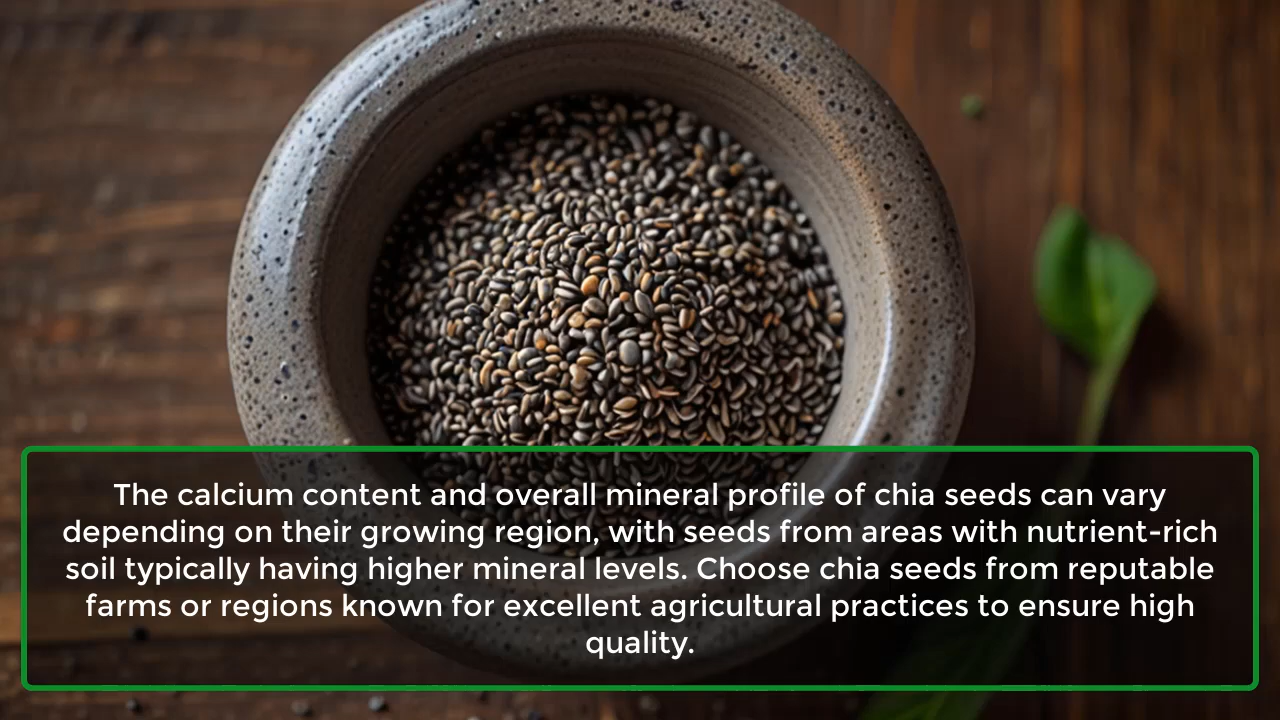 The calcium content and overall mineral profile of chia seeds can vary
depending on their growing region, with seeds from areas with nutrient-rich
soil typically having higher mineral levels. Choose chia seeds from reputable
farms or regions known for excellent agricultural practices to ensure high
quality.